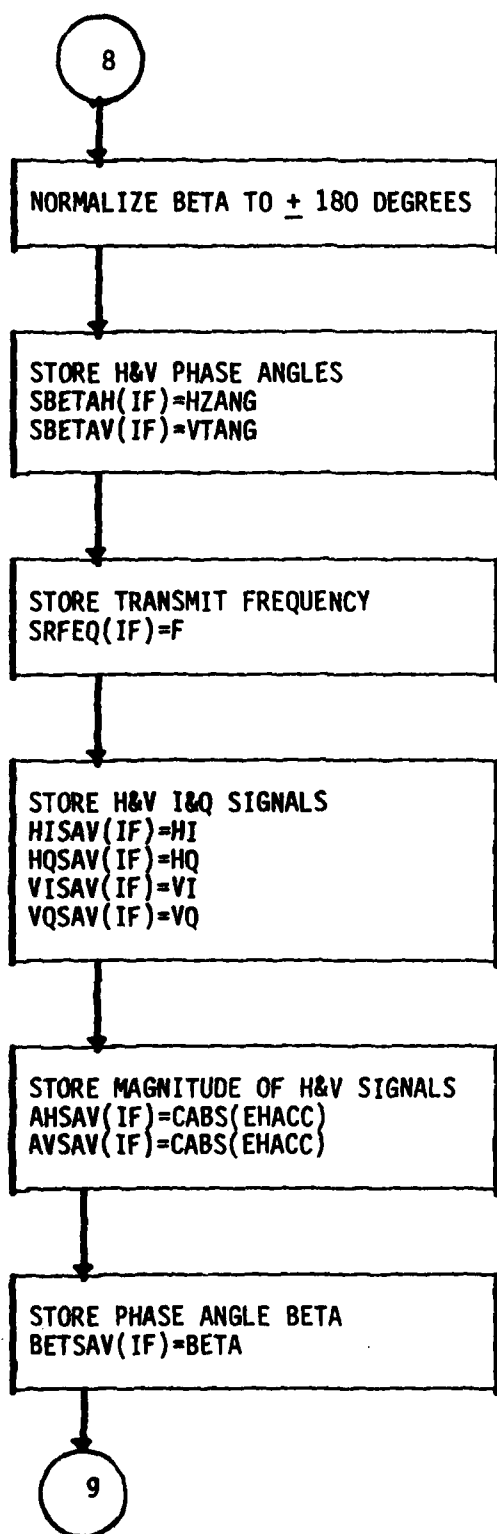 8
NORMALIZE BETA TO ± 180 DEGREES
STORE H&V PHASE ANGLES
SBETAH(IF)=HZANG
SBETAV(IF)=VTANG
STORE TRANSMIT FREQUENCY
SRFEQ(IF)=F
STORE H&V I&Q SIGNALS
HISAV(IF)=HI
HQSAV(IF)=HQ
VISAV(IF)=VI
VQSAV(IF)=VQ
STORE MAGNITUDE OF H&V SIGNALS
AHSAV(IF)=CABS(EHACC)
AVSAV(IF)=CABS(EHACC)
STORE PHASE ANGLE BETA
BETSAV(IF)=BETA
9